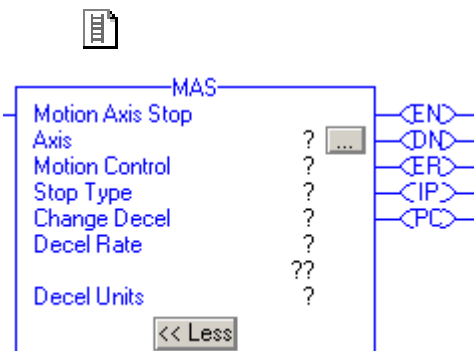 MAS
Motion Axis Stop
Axis ? ...
Motion Control ?
Stop Type ?
Change Decel ?
Decel Rate ?
??
Decel Units ?
<< Less
EN
DN
ER
IP
PC